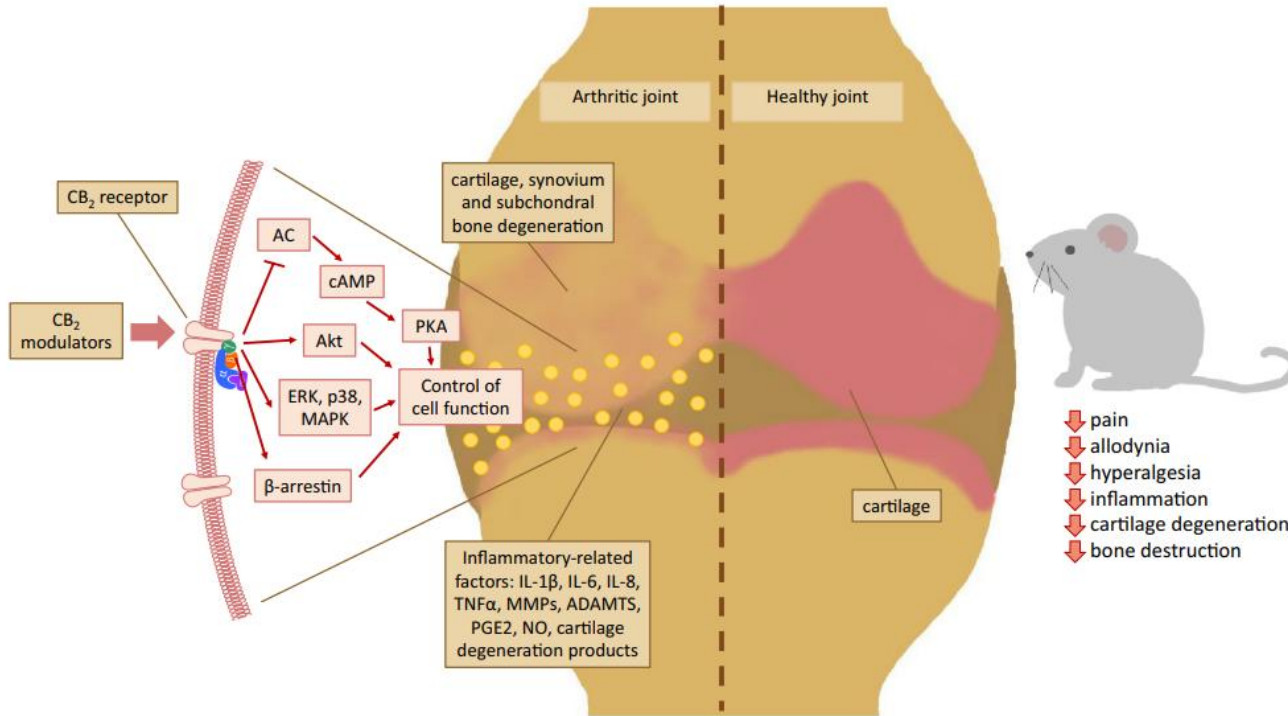 Arthritic joint
Healthy joint
CB₂ receptor
cartilage, synovium
and subchondral
bone degeneration
AC
cAMP
CB₂
modulators
PKA
Akt
ERK, p38,
MAPK
Control of
cell function
β-arrestin
γ
α
cartilage
Inflammatory-related
factors: IL-1β, IL-6, IL-8,
TNFα, MMPs, ADAMTS,
PGE2, NO, cartilage
degeneration products
pain
allodynia
hyperalgesia
inflammation
cartilage degeneration
bone destruction